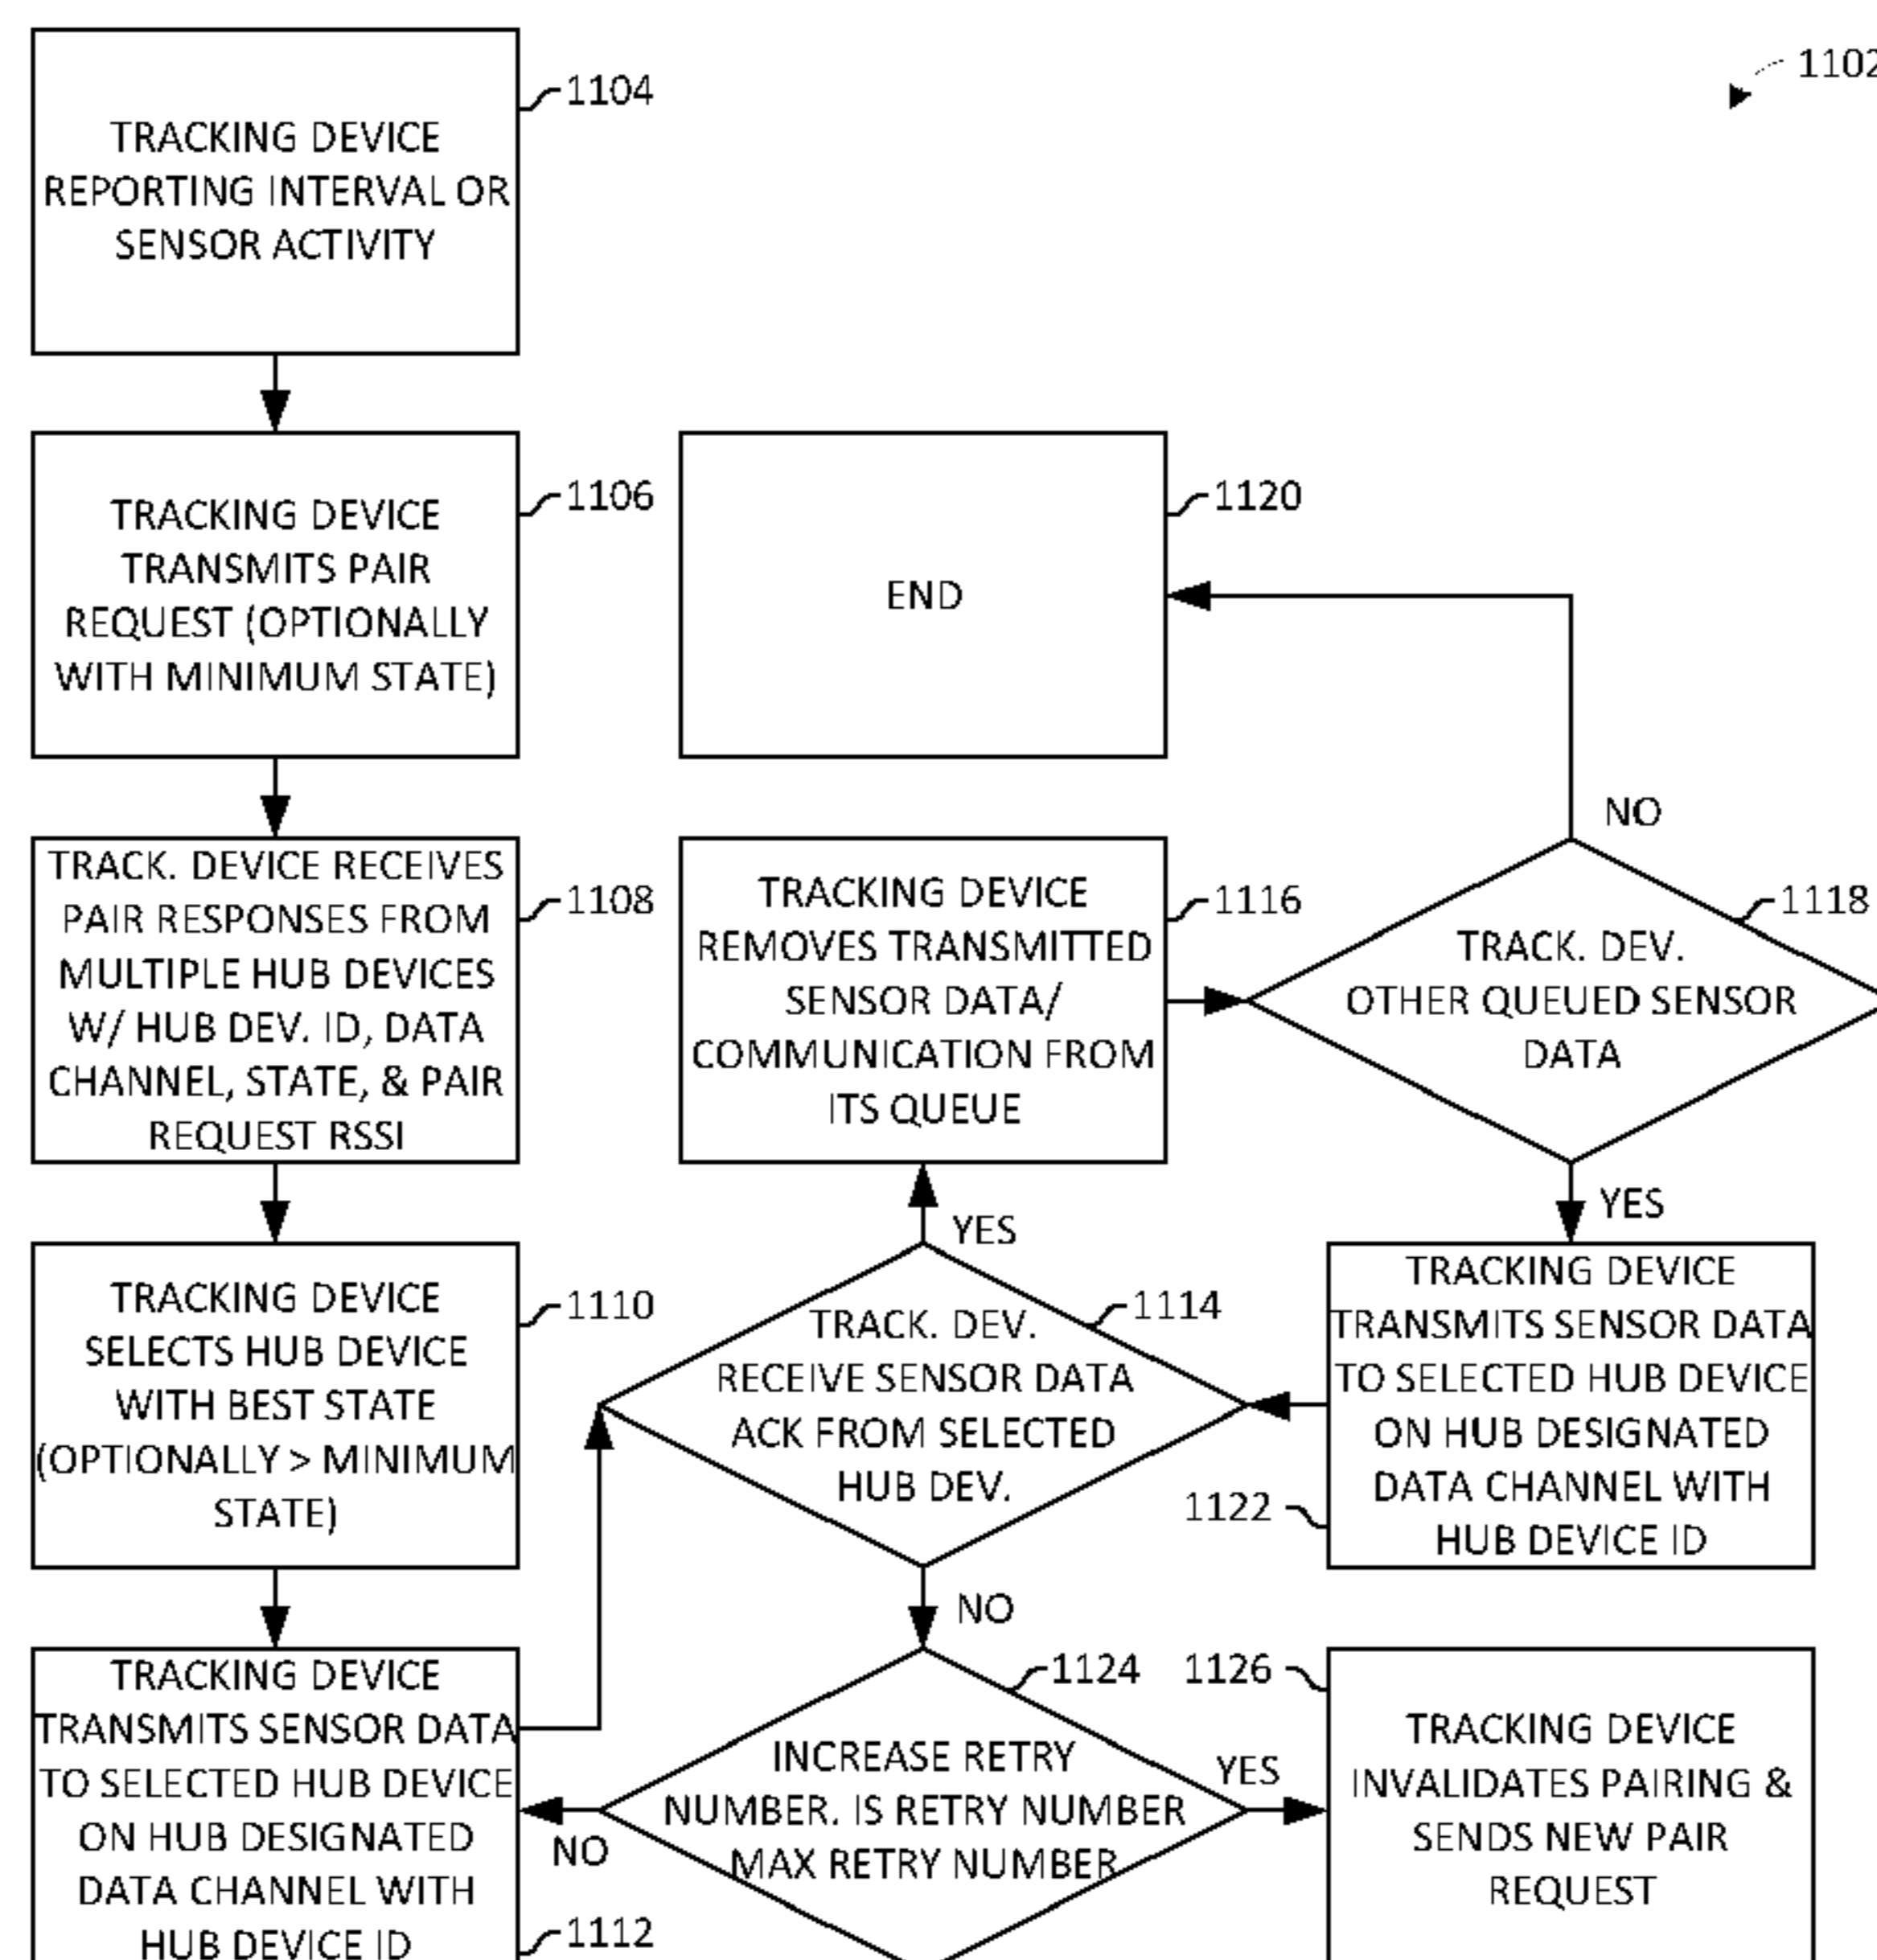 1102
TRACKING DEVICE
REPORTING INTERVAL OR
SENSOR ACTIVITY
1104
TRACKING DEVICE
TRANSMITS PAIR
REQUEST (OPTIONALLY
WITH MINIMUM STATE)
1106
TRACK. DEVICE RECEIVES
PAIR RESPONSES FROM
MULTIPLE HUB DEVICES
W/ HUB DEV. ID, DATA
CHANNEL, STATE, & PAIR
REQUEST RSSI
1108
TRACKING DEVICE
SELECTS HUB DEVICE
WITH BEST STATE
(OPTIONALLY > MINIMUM
STATE)
1110
TRACKING DEVICE
TRANSMITS SENSOR DATA
TO SELECTED HUB DEVICE
ON HUB DESIGNATED
DATA CHANNEL WITH
HUB DEVICE ID
1112
TRACK. DEV.
RECEIVE SENSOR DATA
ACK FROM SELECTED
HUB DEV.
1114
YES
NO
TRACKING DEVICE
REMOVES TRANSMITTED
SENSOR DATA/
COMMUNICATION FROM
ITS QUEUE
1116
TRACK. DEV.
OTHER QUEUED SENSOR
DATA
1118
NO
YES
END
1120
TRACKING DEVICE
TRANSMITS SENSOR DATA
TO SELECTED HUB DEVICE
ON HUB DESIGNATED
DATA CHANNEL WITH
HUB DEVICE ID
1122
INCREASE RETRY
NUMBER. IS RETRY NUMBER
MAX RETRY NUMBER
1124
NO
YES
TRACKING DEVICE
INVALIDATES PAIRING &
SENDS NEW PAIR
REQUEST
1126